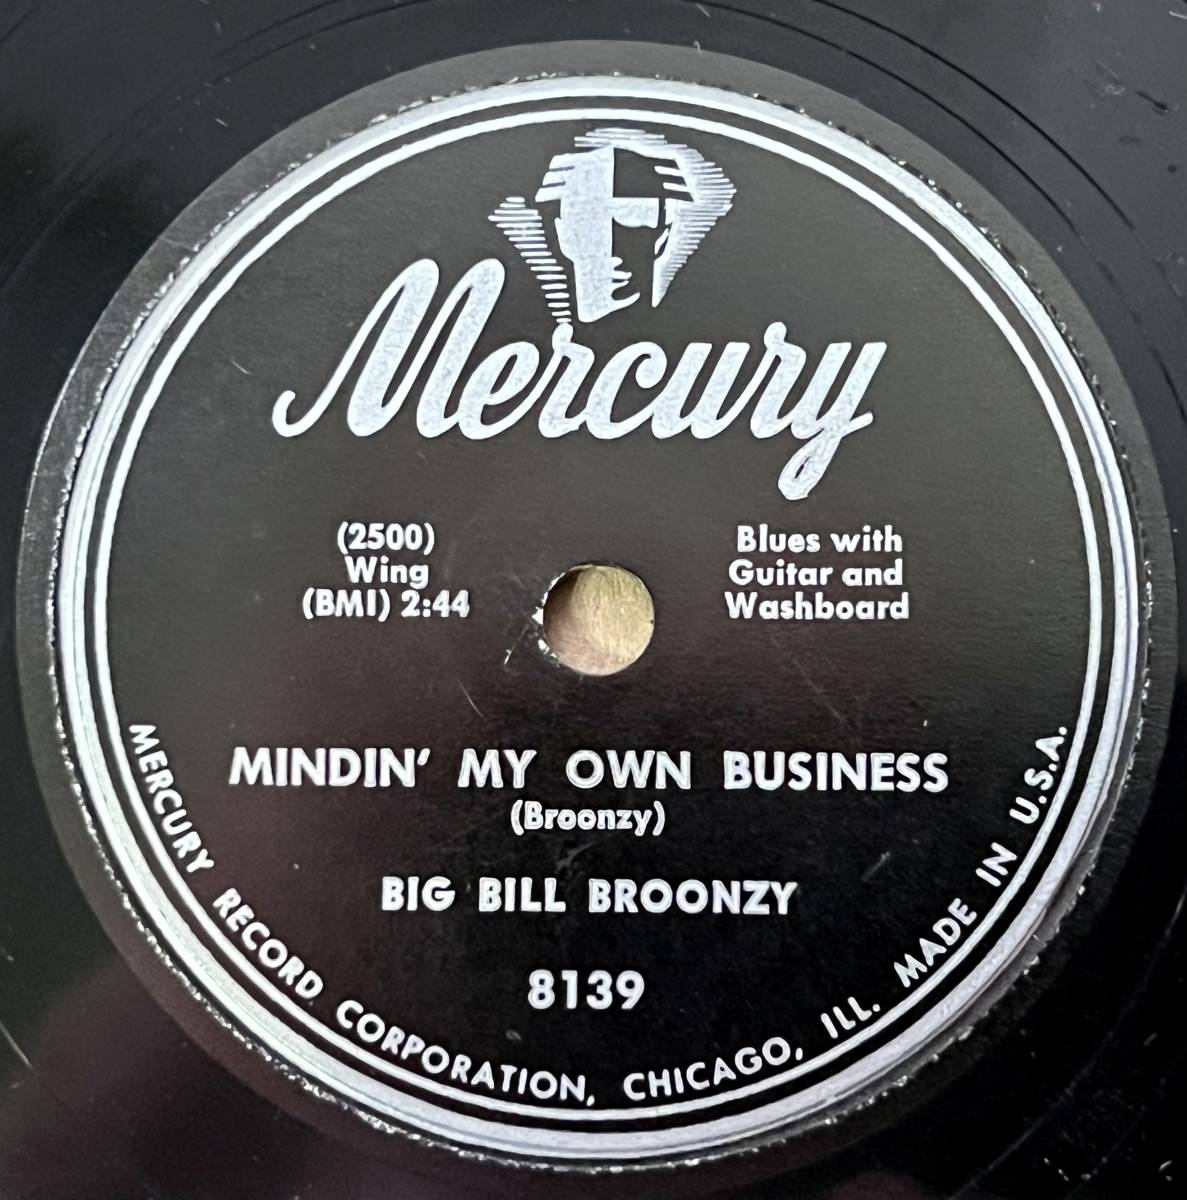 Mercury
(2500)
Wing
(BMI) 2:44
Blues with
Guitar and
Washboard
MINDIN' MY OWN BUSINESS
(Broonzy)
BIG BILL BROONZY
8139
MERCURY RECORD CORPORATION, CHICAGO, ILL. MADE IN U.S.A.